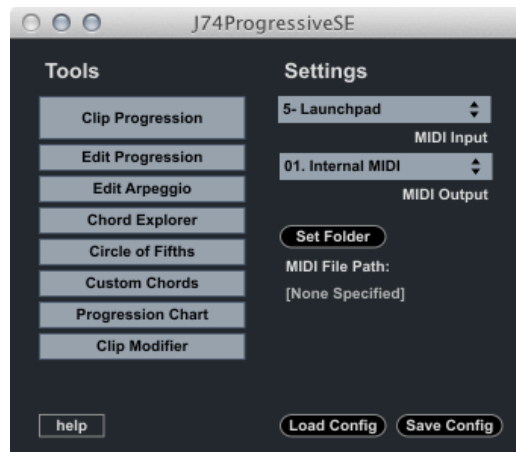 J74ProgressiveSE
Tools
Clip Progression
Edit Progression
Edit Arpeggio
Chord Explorer
Circle of Fifths
Custom Chords
Progression Chart
Clip Modifier
help
Settings
5- Launchpad
MIDI Input
01. Internal MIDI
MIDI Output
Set Folder
MIDI File Path:
[None Specified]
Load Config
Save Config